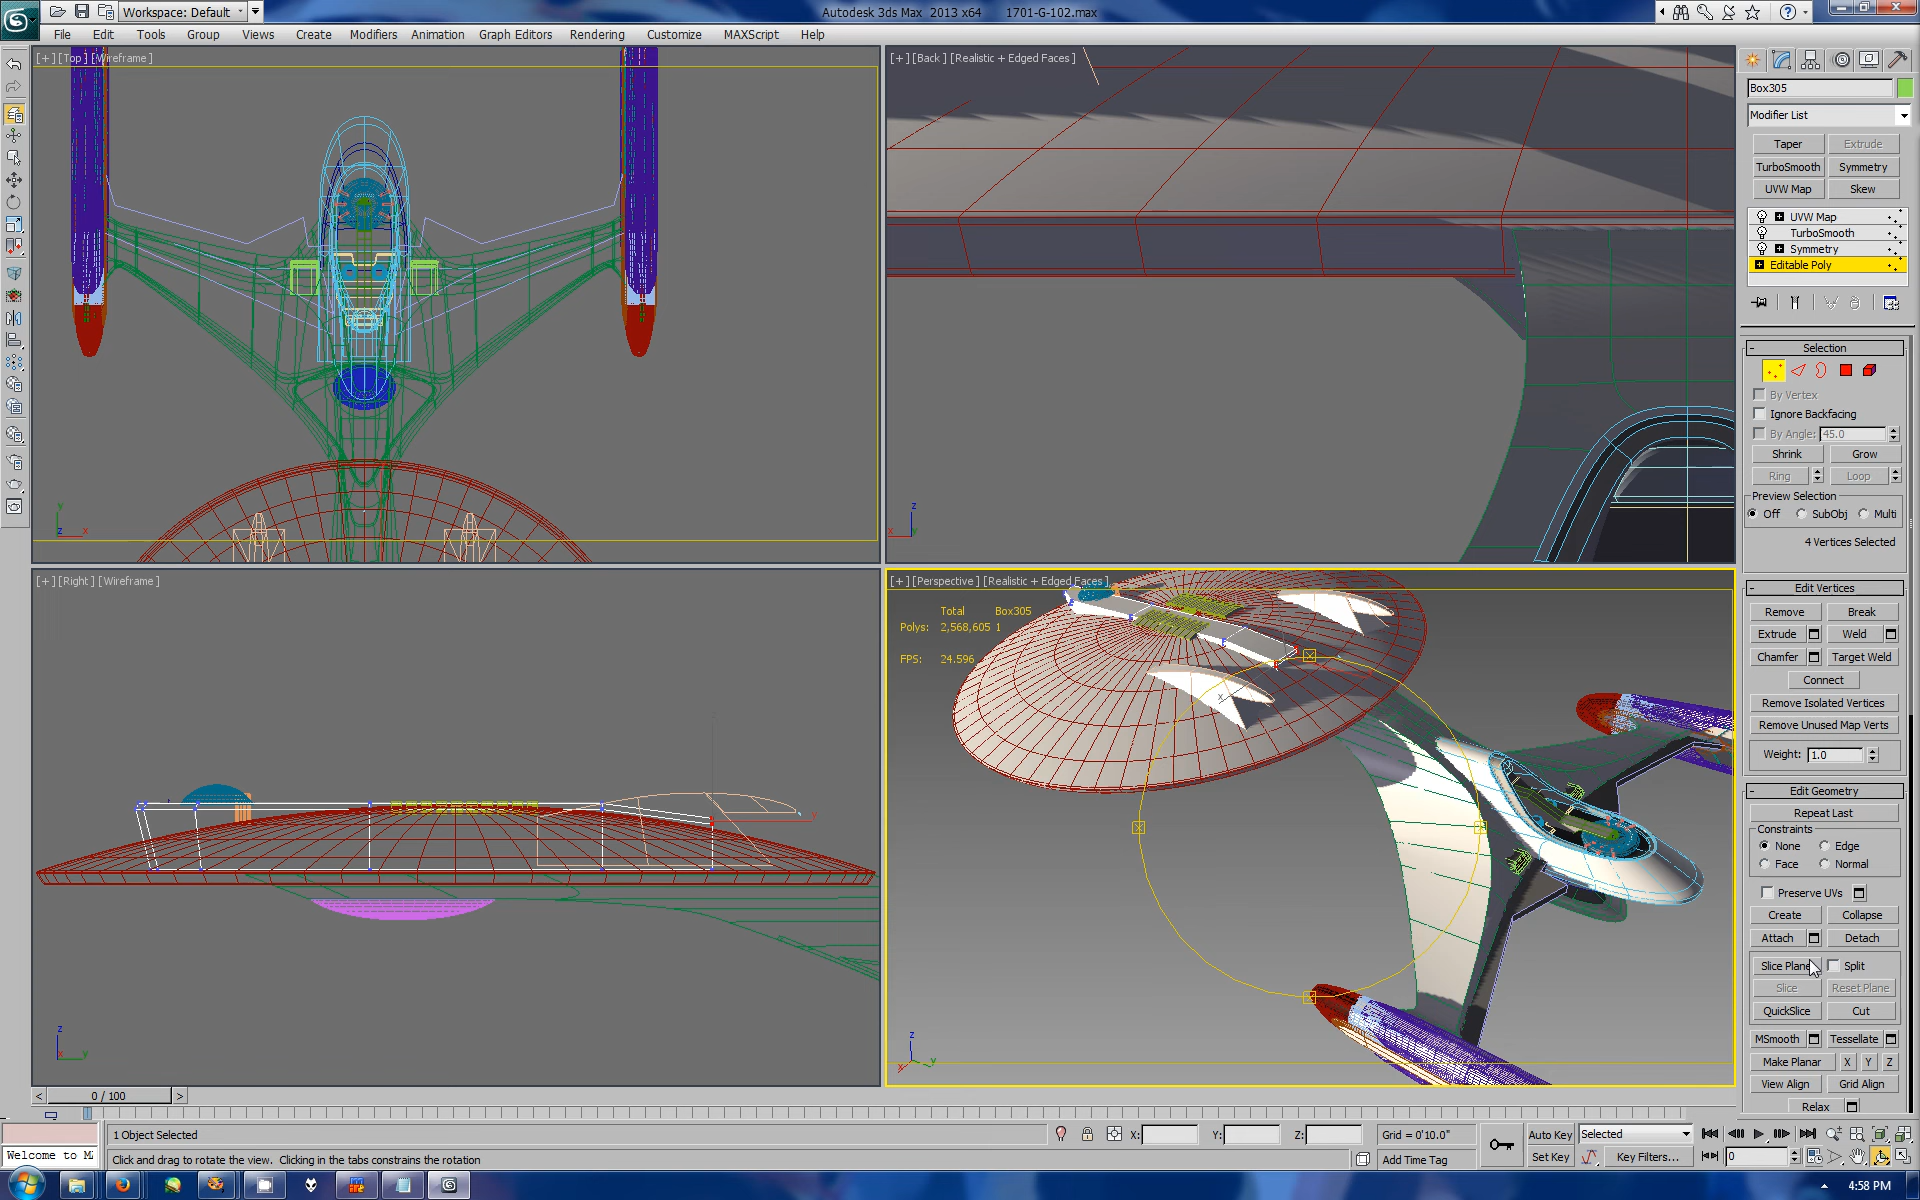 Workspace: Default
Autodesk 3ds Max 2013 x64 1701-G-102.max
File Edit Tools Group Views Create Modifiers Animation Graph Editors Rendering Customize MAXScript Help
[+] [Top] [Wireframe]
[+] [Back] [Realistic + Edged Faces]
[+] [Right] [Wireframe]
[+] [Perspective] [Realistic + Edged Faces]
Total Box305
Polys: 2,568,605 1
FPS: 24.596
Box305
Modifier List
Taper Extrude
TurboSmooth Symmetry
UVW Map Skew
UVW Map
TurboSmooth
Symmetry
Editable Poly
Selection
By Vertex
Ignore Backfacing
By Angle: 45.0
Shrink Grow
Ring Loop
Preview Selection
Off SubObj Multi
4 Vertices Selected
Edit Vertices
Remove Break
Extrude Weld
Chamfer Target Weld
Connect
Remove Isolated Vertices
Remove Unused Map Verts
Weight: 1.0
Edit Geometry
Repeat Last
Constraints
None Edge
Face Normal
Preserve UVs
Create Collapse
Attach Detach
Slice Plane Split
Slice Reset Plane
QuickSlice Cut
MSmooth Tessellate
Make Planar X Y Z
View Align Grid Align
Relax
< 0 / 100 >
1 Object Selected X: Y: Z: Grid = 0'10.0" Auto Key Selected
Welcome to Click and drag to rotate the view. Clicking in the tabs constrains the rotation Add Time Tag Set Key Key Filters... 0
4:58 PM